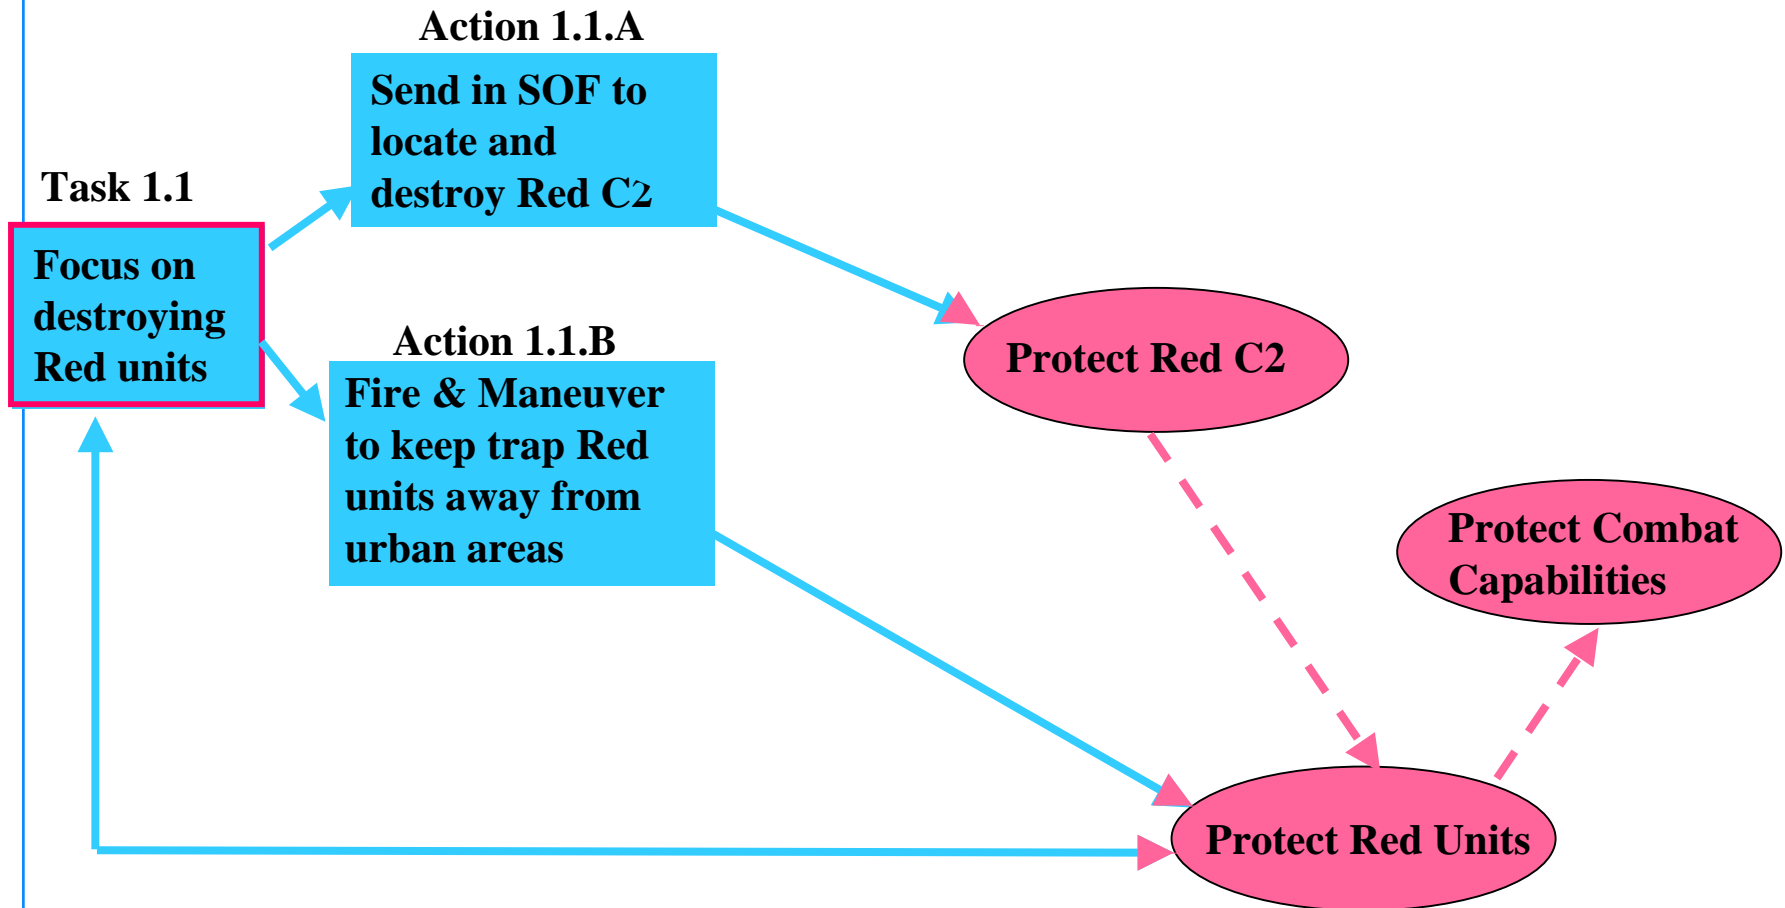 Action 1.1.A
Send in SOF to
locate and
destroy Red C2
Task 1.1
Focus on
destroying
Red units
Action 1.1.B
Fire & Maneuver
to keep trap Red
units away from
urban areas
Protect Red C2
Protect Combat
Capabilities
Protect Red Units